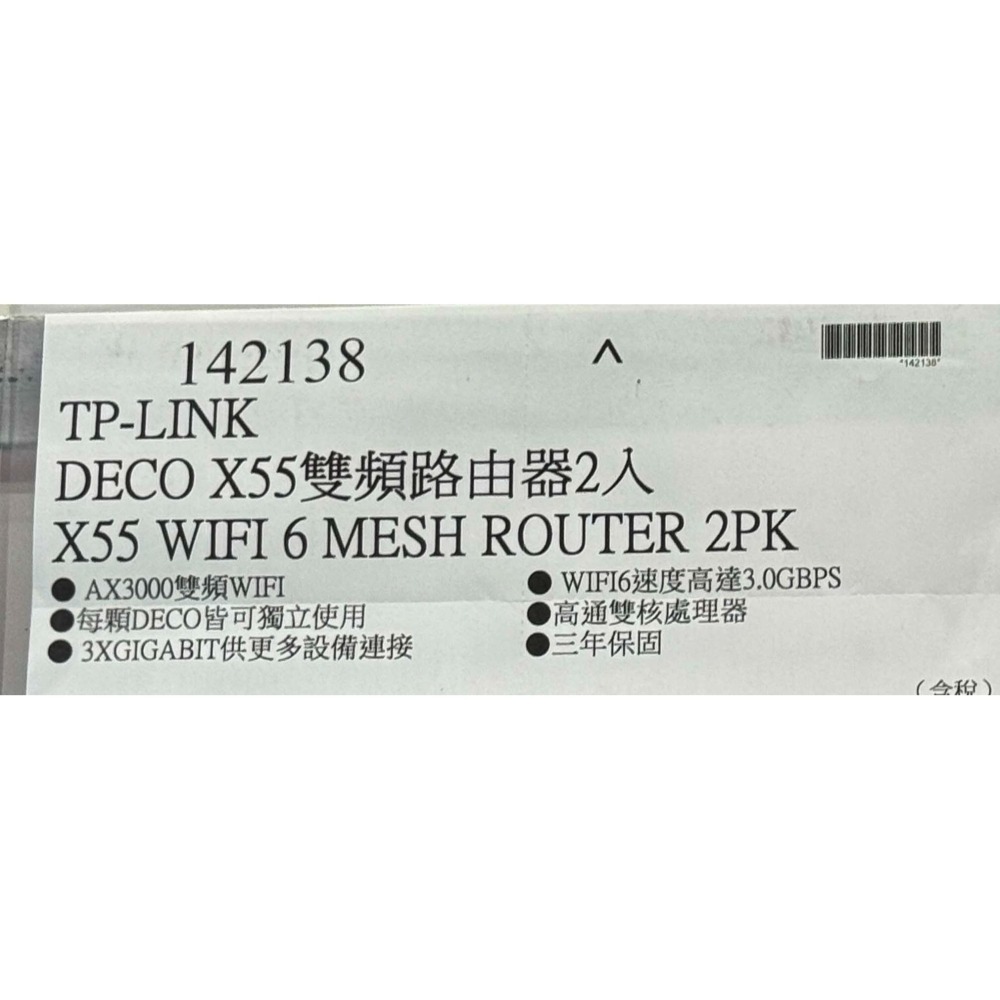 142138 ^
*142138*
TP-LINK
DECO X55雙頻路由器2入
X55 WIFI 6 MESH ROUTER 2PK
● AX3000雙頻WIFI
● WIFI6速度高達3.0GBPS
●每顆DECO皆可獨立使用
●高通雙核處理器
● 3XGIGABIT供更多設備連接
●三年保固
(含稅)